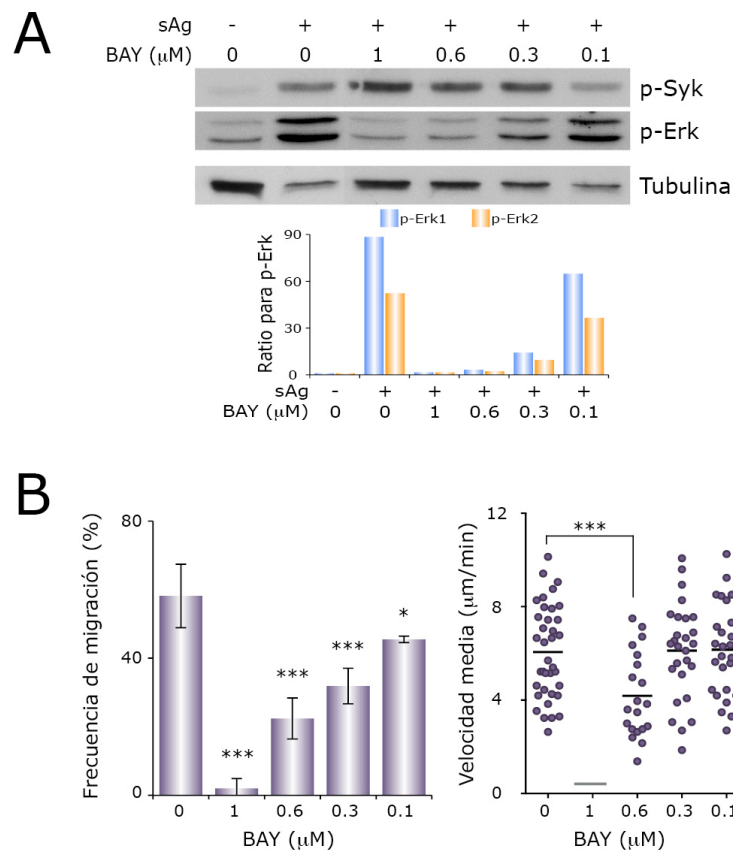 A
sAg - + + + + +
BAY (μM) 0 0 1 0.6 0.3 0.1
p-Syk
p-Erk
Tubulina
p-Erk1 p-Erk2
Ratio para p-Erk
90
60
30
0
sAg - + + + + +
BAY (μM) 0 0 1 0.6 0.3 0.1
B
Frecuencia de migración (%)
80
40
0
***
***
***
*
0 1 0.6 0.3 0.1
BAY (μM)
Velocidad media (μm/min)
12
8
4
0
***
0 1 0.6 0.3 0.1
BAY (μM)